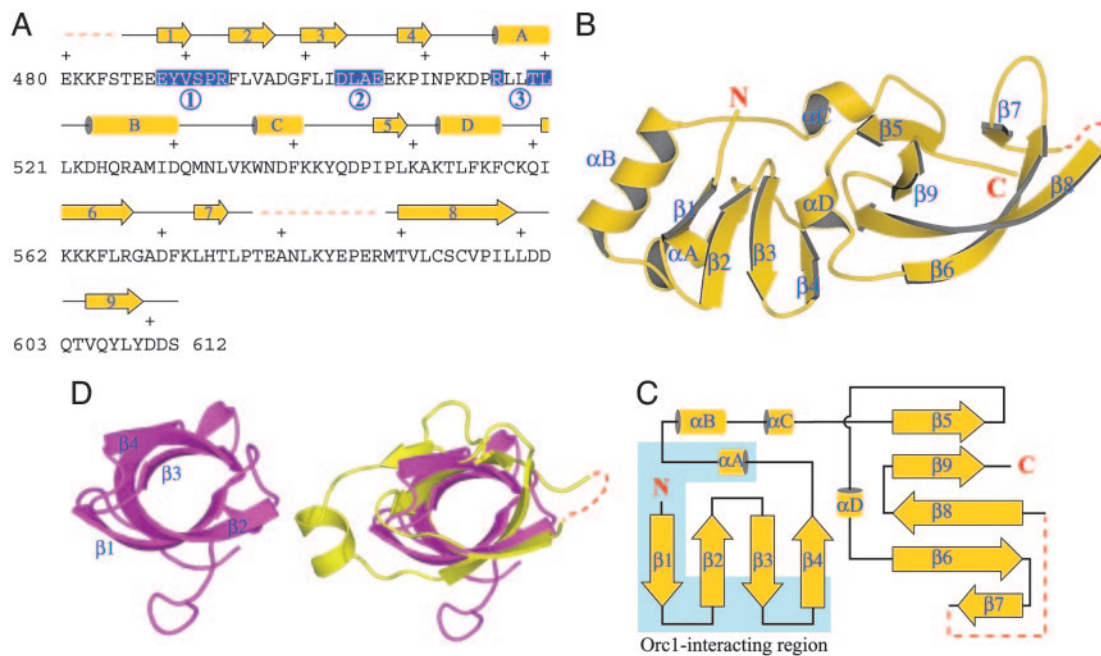 A
1 2 3 4 A
+ + + + +
480 EKKFSTEEEYVSPRFLVADGFLIDLAEEKPINPKDPRLLTL
① ② ③
B C 5 D
+ + + +
521 LKDHQRAMIDQMNLVKWNDFKKYQDPIPLKAKTLFKFCKQI
6 7 8
+ + + +
562 KKKFLRGADFKLHTLPTEANLKYEPERMTVLCSCVPILLDD
9
+
603 QTVQYLYDDS 612
B
N
αC
β7
β5
αB
C
β9
β8
β1
αD
αA
β2
β3
β4
β6
D
β4
β3
β2
β1
C
αB αC β5
αA
β9 C
N
αD
β8
β1 β2 β3 β4
β6
β7
Orc1-interacting region